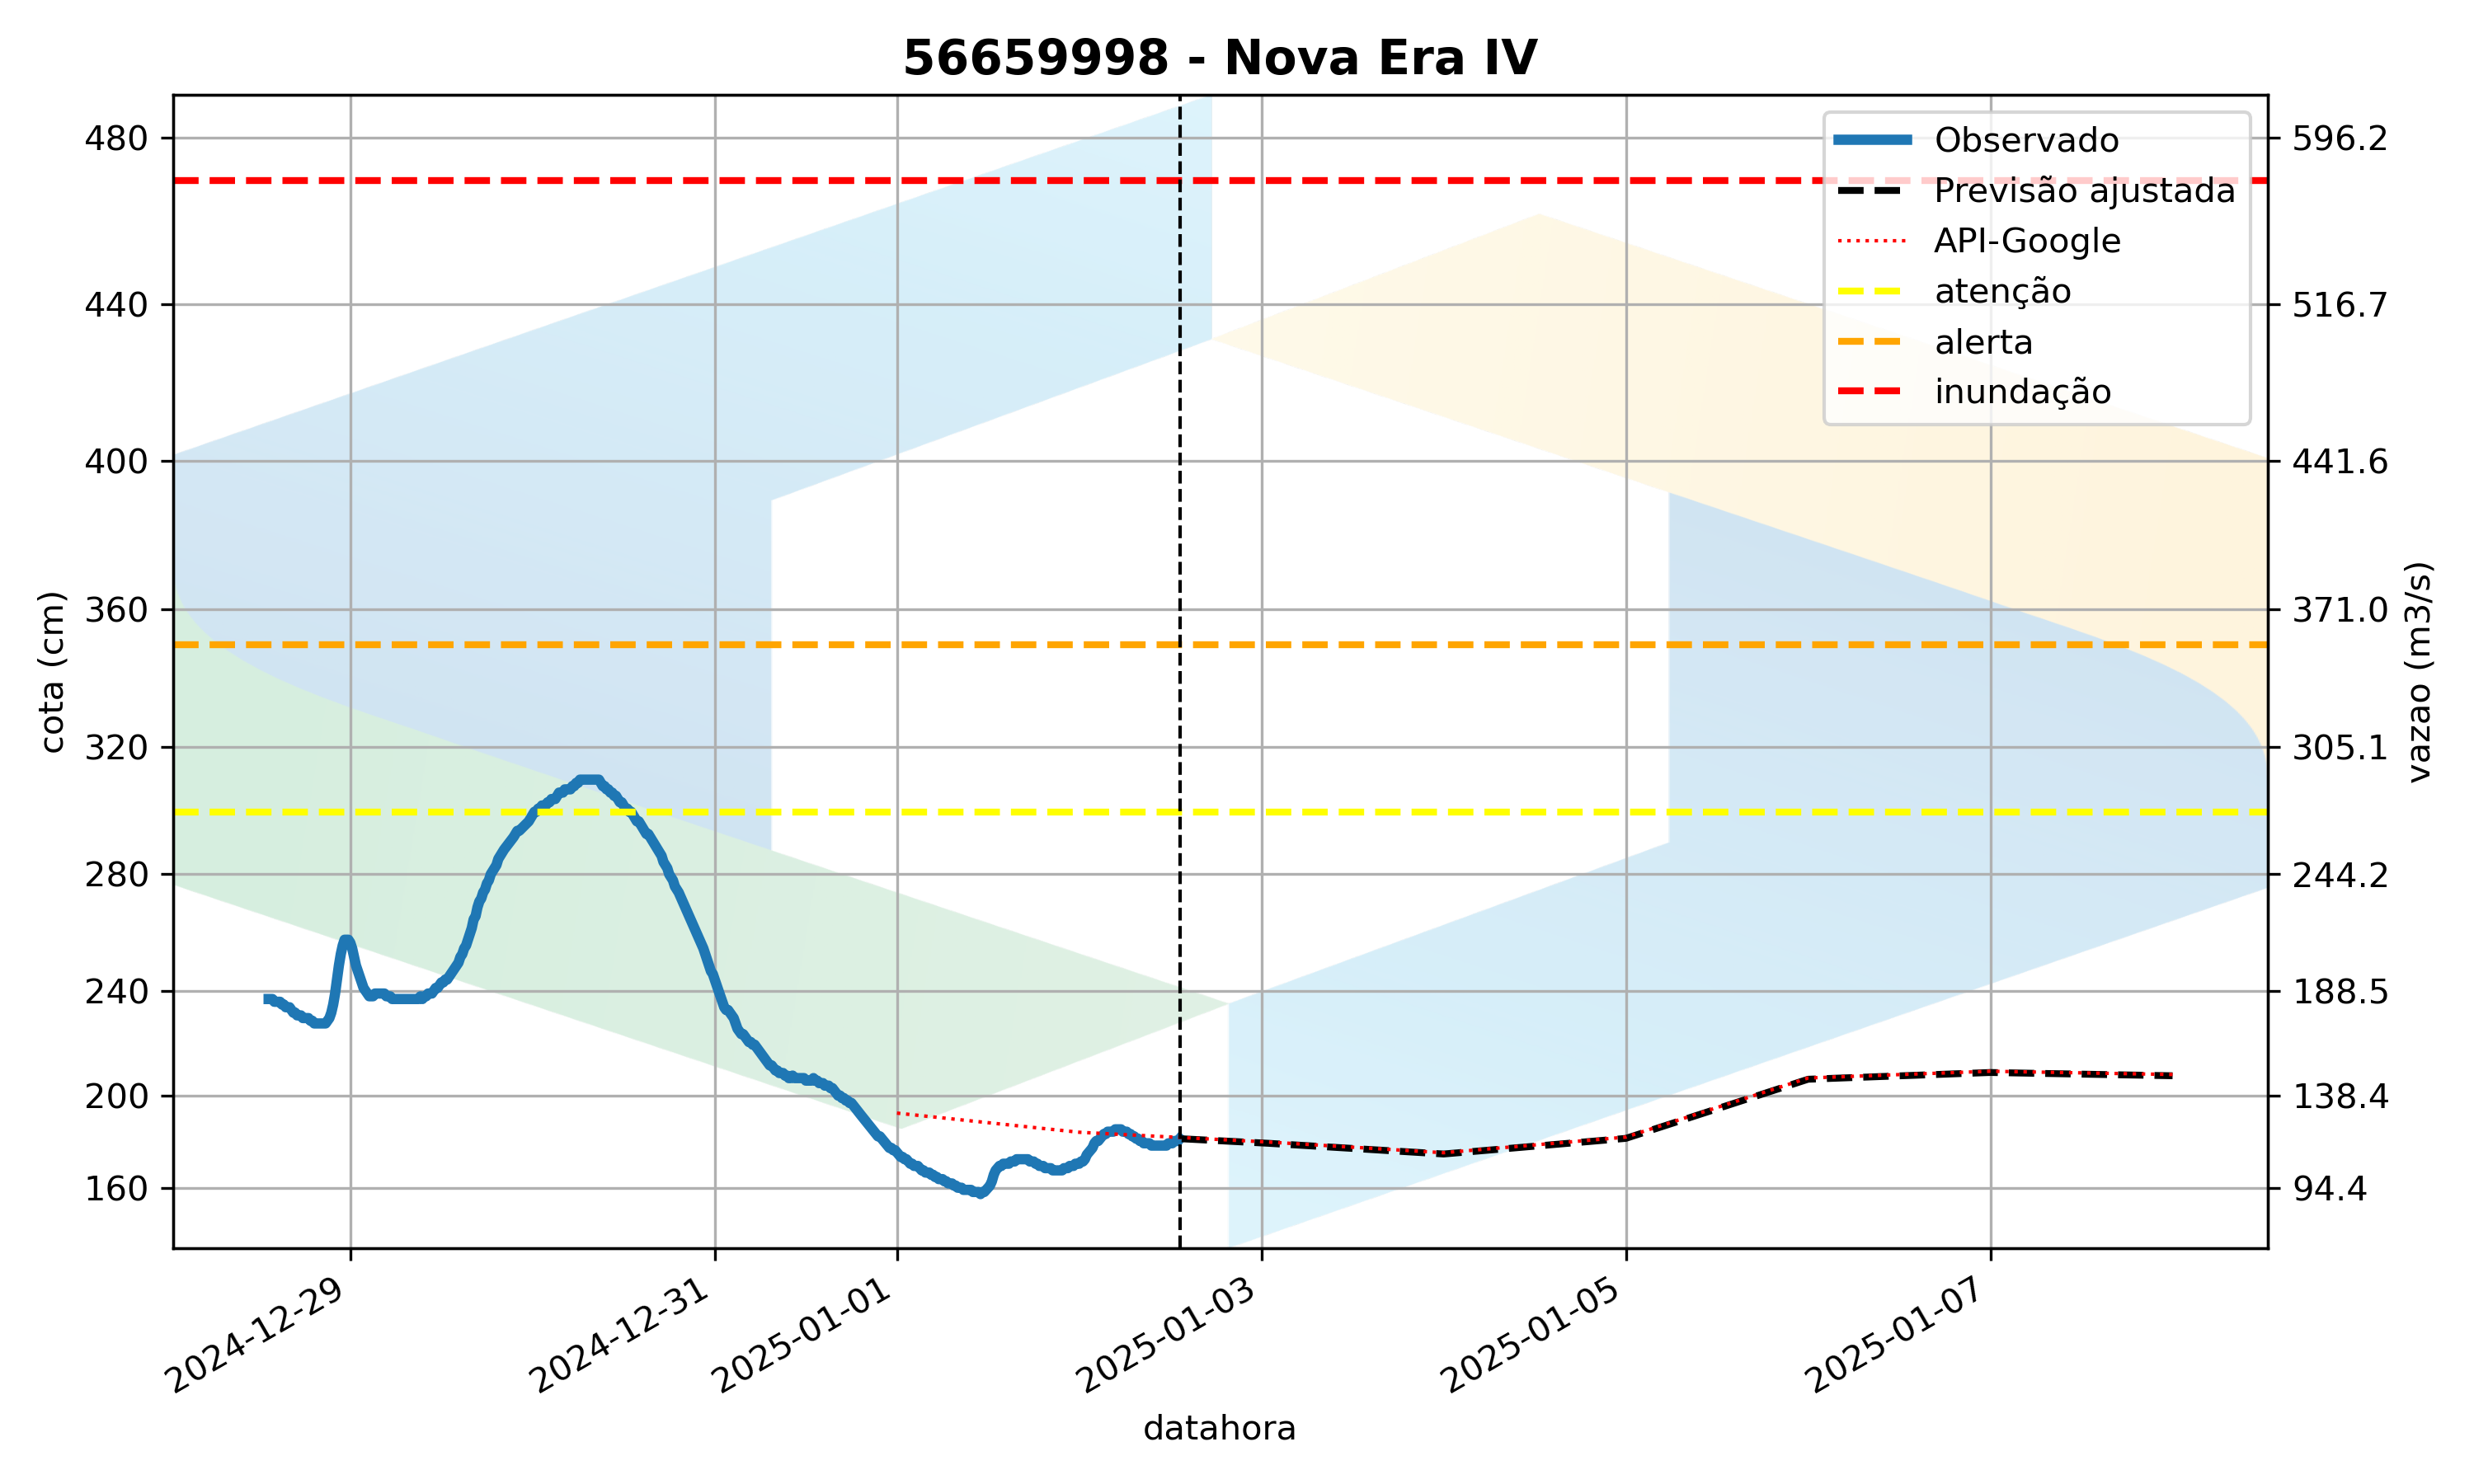 56659998 - Nova Era IV
480
440
400
360
320
280
240
200
160
cota (cm)
596.2
516.7
441.6
371.0
305.1
244.2
188.5
138.4
94.4
vazao (m3/s)
Observado
Previsão ajustada
API-Google
atenção
alerta
inundação
2024-12-29
2024-12-31
2025-01-01
2025-01-03
2025-01-05
2025-01-07
datahora